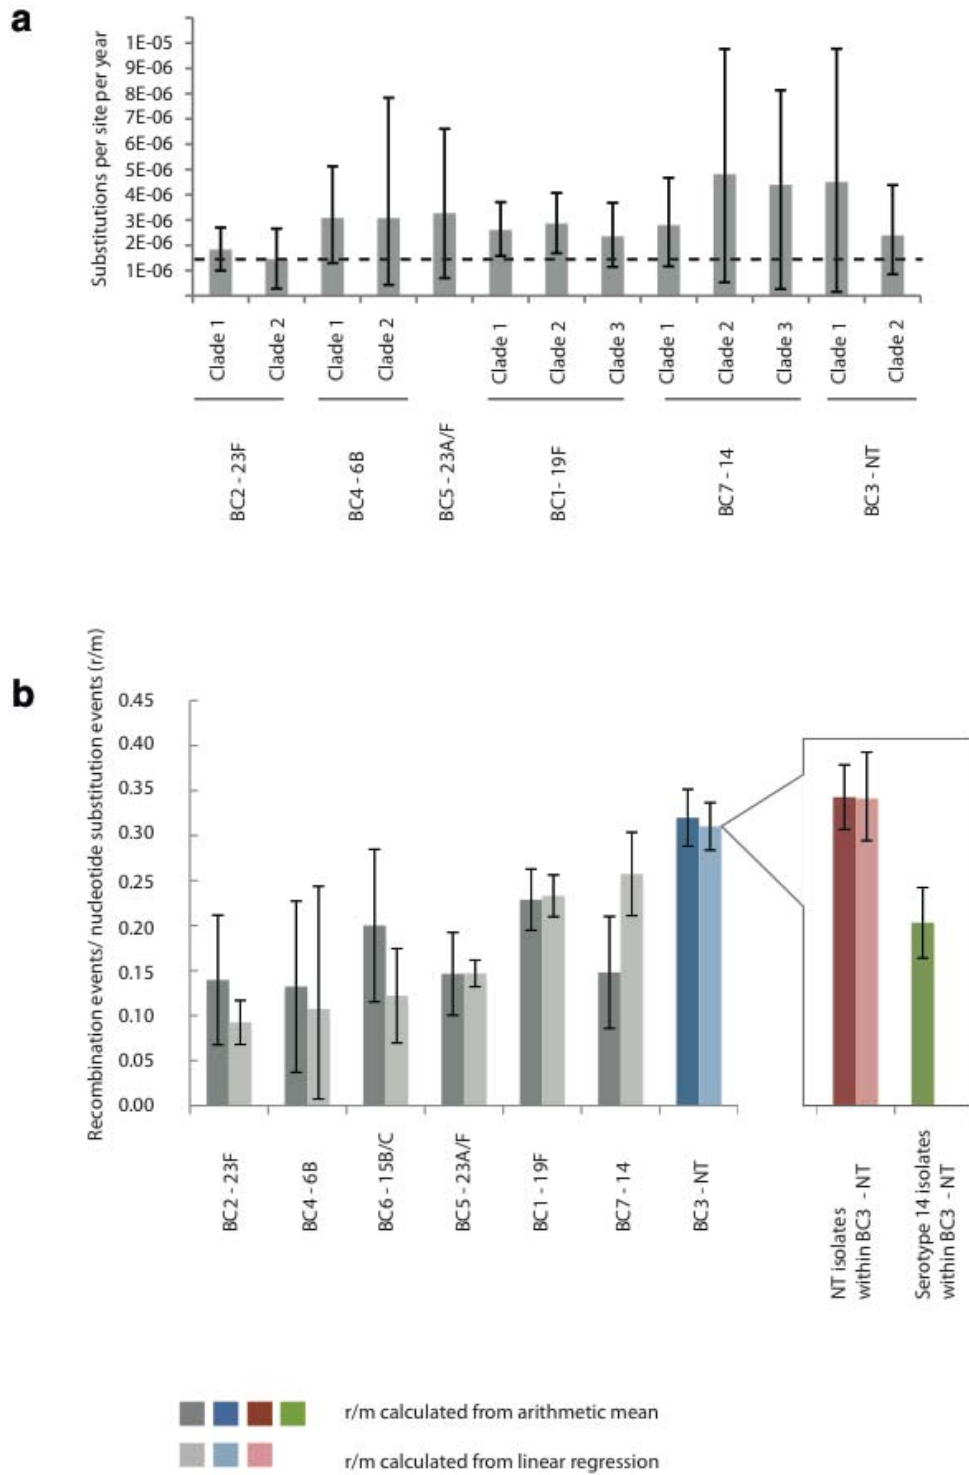 a
Substitutions per site per year
1E-05
9E-06
8E-06
7E-06
6E-06
5E-06
4E-06
3E-06
2E-06
1E-06
Clade 1
Clade 2
Clade 1
Clade 2
Clade 1
Clade 2
Clade 3
Clade 1
Clade 2
Clade 3
Clade 1
Clade 2
BC2 - 23F
BC4 - 6B
BC5 - 23A/F
BC1 - 19F
BC7 - 14
BC3 - NT
b
Recombination events/ nucleotide substitution events (r/m)
0.45
0.40
0.35
0.30
0.25
0.20
0.15
0.10
0.05
0.00
BC2 - 23F
BC4 - 6B
BC6 - 15B/C
BC5 - 23A/F
BC1 - 19F
BC7 - 14
BC3 - NT
NT isolates
within BC3 - NT
Serotype 14 isolates
within BC3 - NT
r/m calculated from arithmetic mean
r/m calculated from linear regression